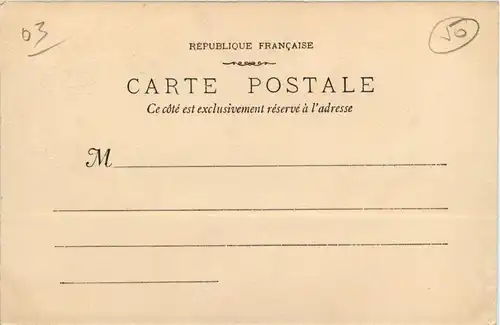 03
50
RÉPUBLIQUE FRANÇAISE
CARTE POSTALE
Ce côté est exclusivement réservé à l'adresse
M